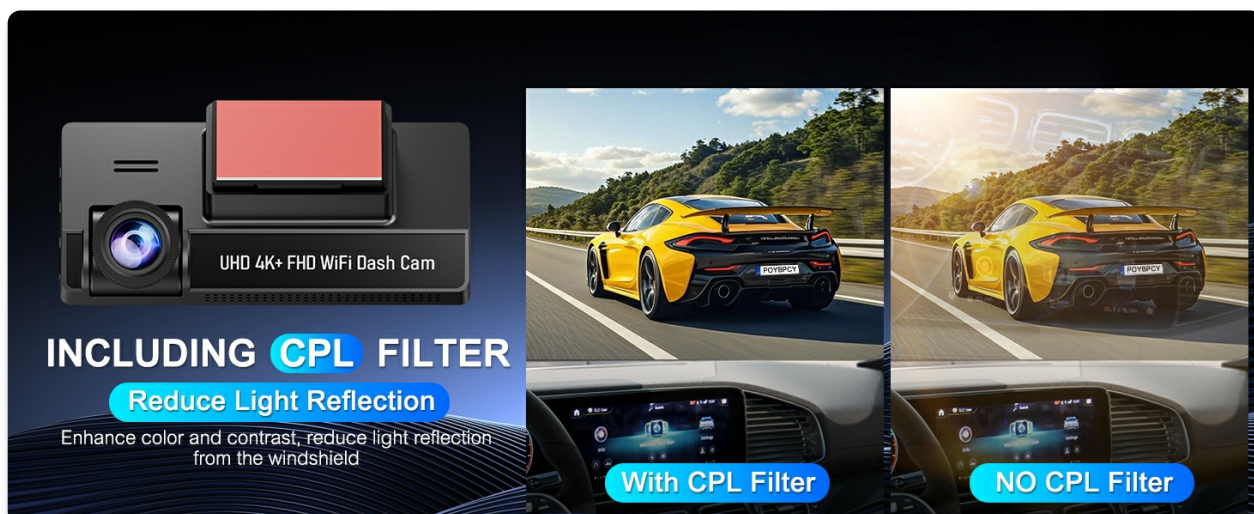 UHD 4K+ FHD WiFi Dash Cam
INCLUDING CPL FILTER
Reduce Light Reflection
Enhance color and contrast, reduce light reflection
from the windshield
POYBPCY
With CPL Filter
POYBPCY
NO CPL Filter